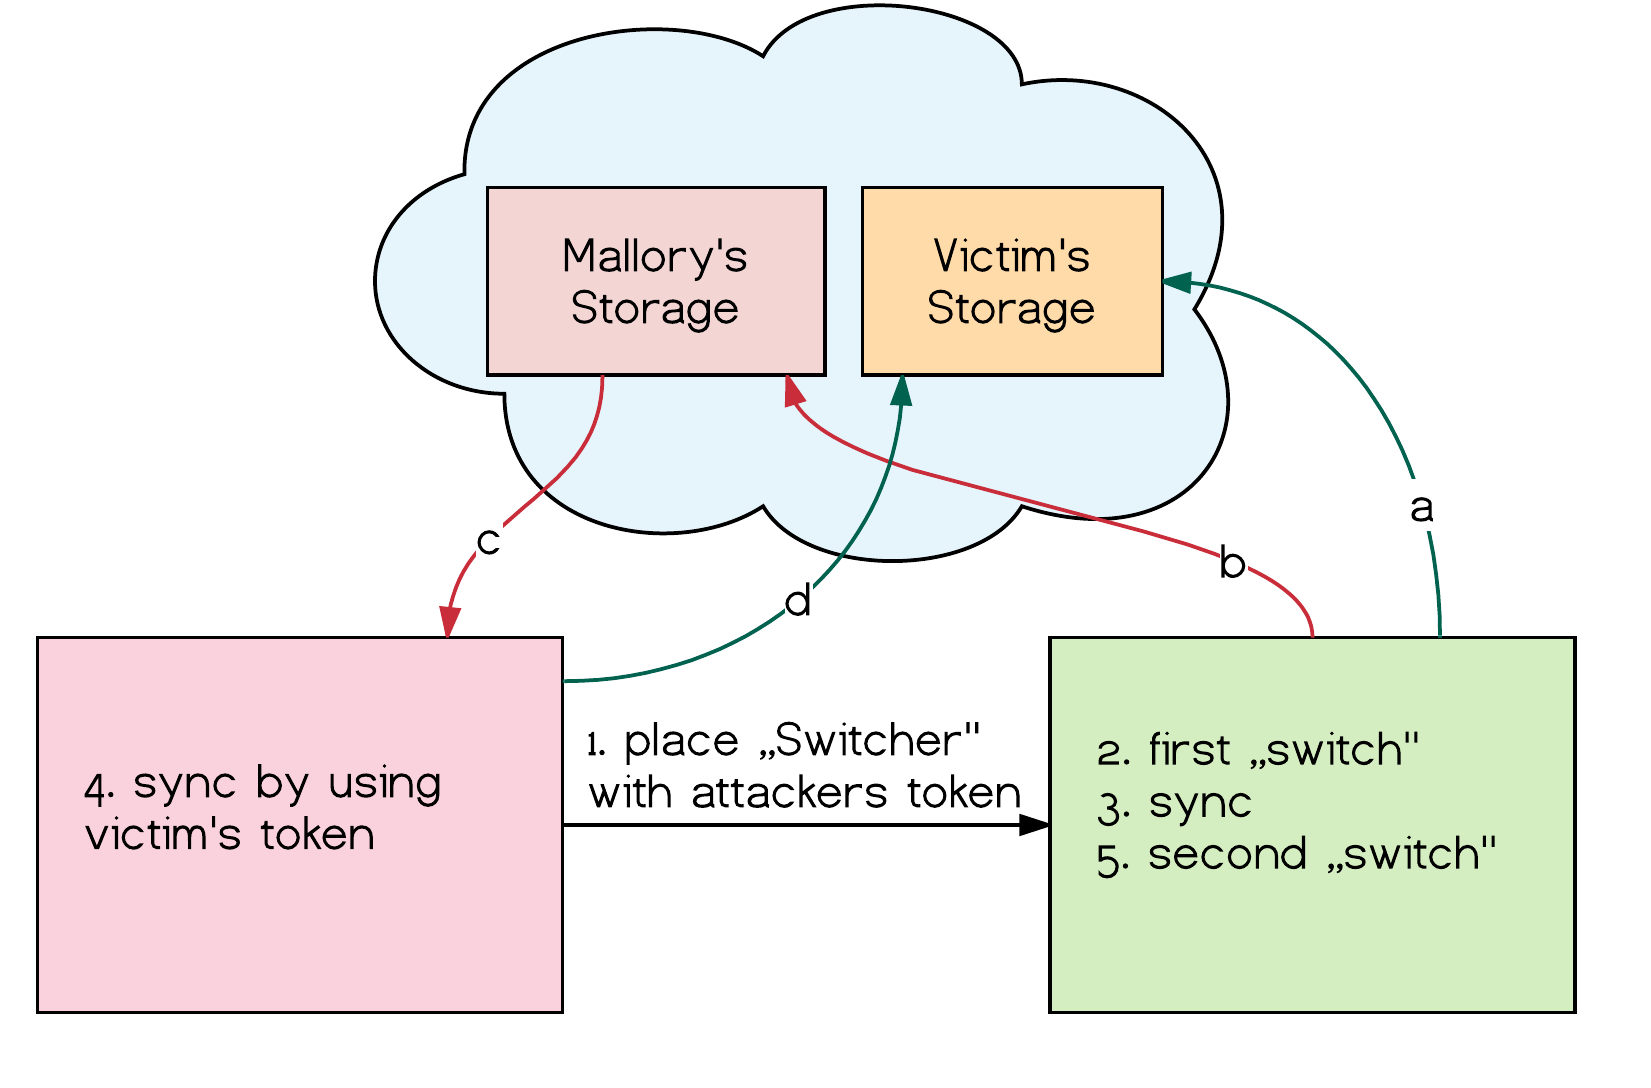 Mallory's
Storage
Victim's
Storage
a
c
b
d
1. place „Switcher"
with attackers token
4. sync by using
victim's token
2. first „switch"
3. sync
5. second „switch"